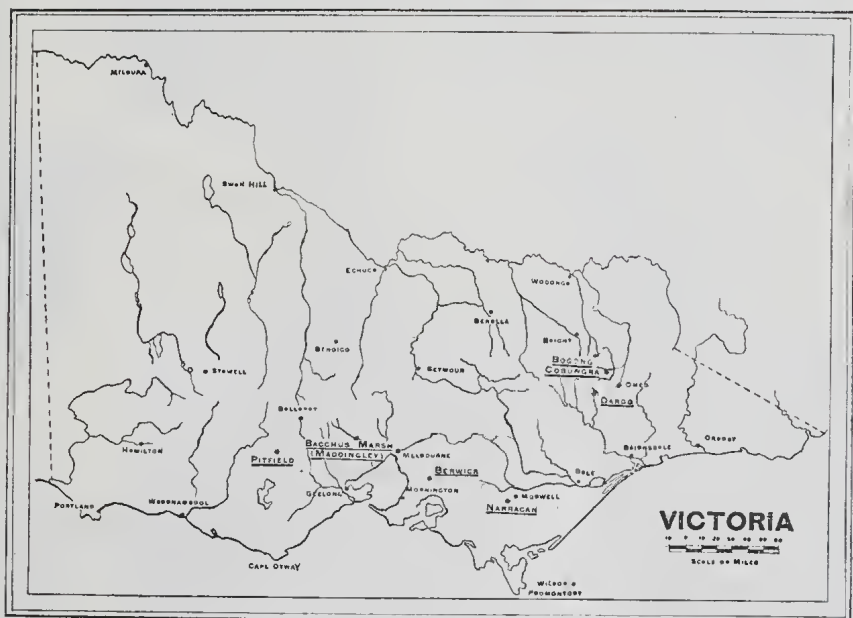 MILDURA
SWAN HILL
ECHUCA
WODONGA
BENALLA
BENDIGO
BRIGHT
BOGONG
COBUNGRA
STAWELL
SEYMOUR
OMEO
DARGO
BALLARAT
BACCHUS MARSH
(MADDINGLEY)
MELBOURNE
HAMILTON
PITFIELD
BAIRNSDALE
ORBOST
BERWICK
SALE
GEELONG
MORNINGTON
MORWELL
NARRACAN
PORTLAND
WARRNAMBOOL
VICTORIA
CAPE OTWAY
SCALE OF MILES
WILSON'S
PROMONTORY